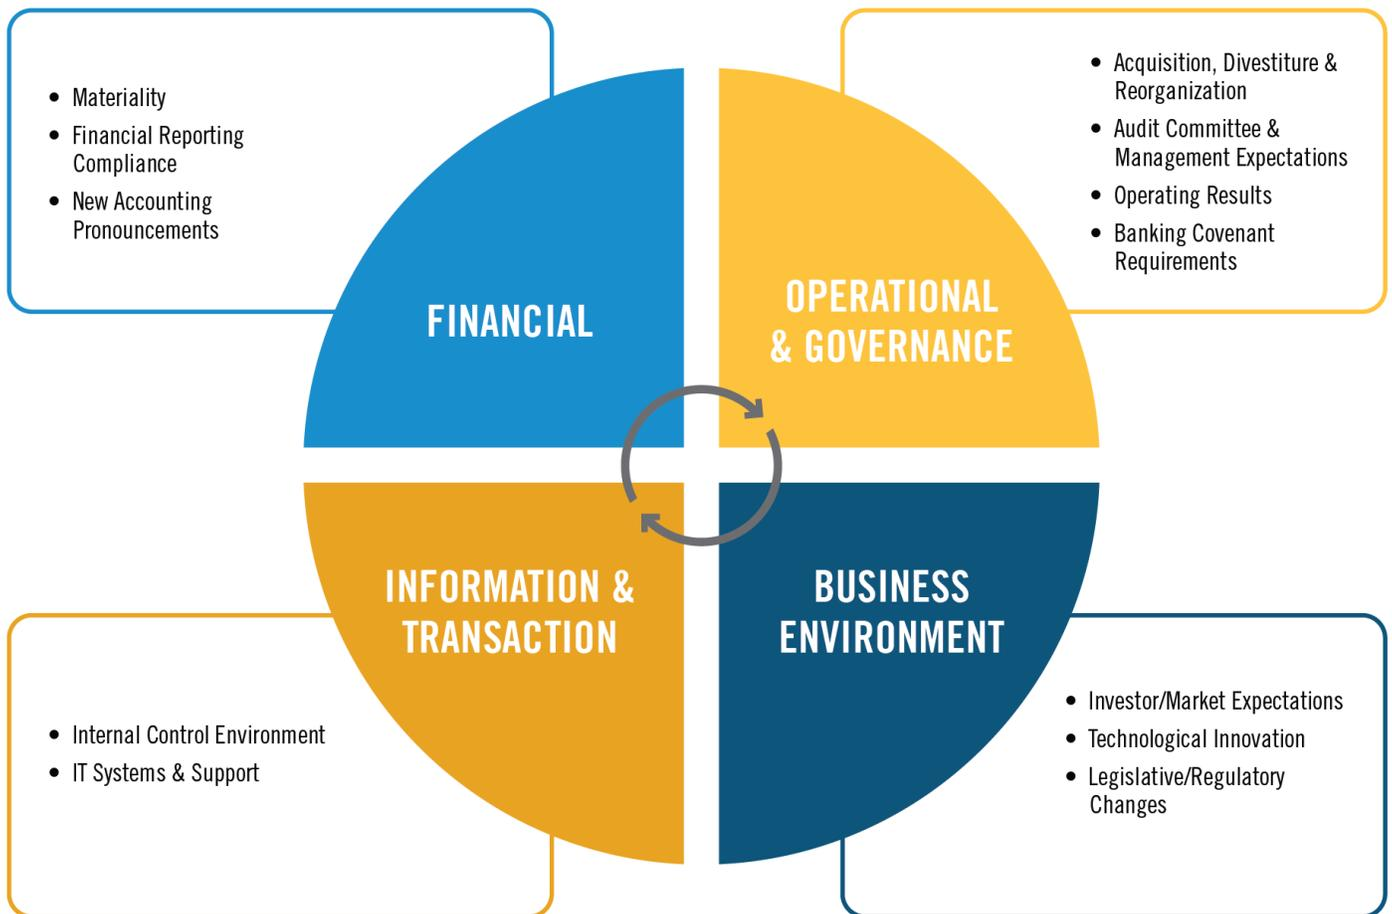 • Materiality
• Financial Reporting
Compliance
• New Accounting
Pronouncements
FINANCIAL
• Acquisition, Divestiture &
Reorganization
• Audit Committee &
Management Expectations
• Operating Results
• Banking Covenant
Requirements
OPERATIONAL
& GOVERNANCE
INFORMATION &
TRANSACTION
• Internal Control Environment
• IT Systems & Support
BUSINESS
ENVIRONMENT
• Investor/Market Expectations
• Technological Innovation
• Legislative/Regulatory
Changes